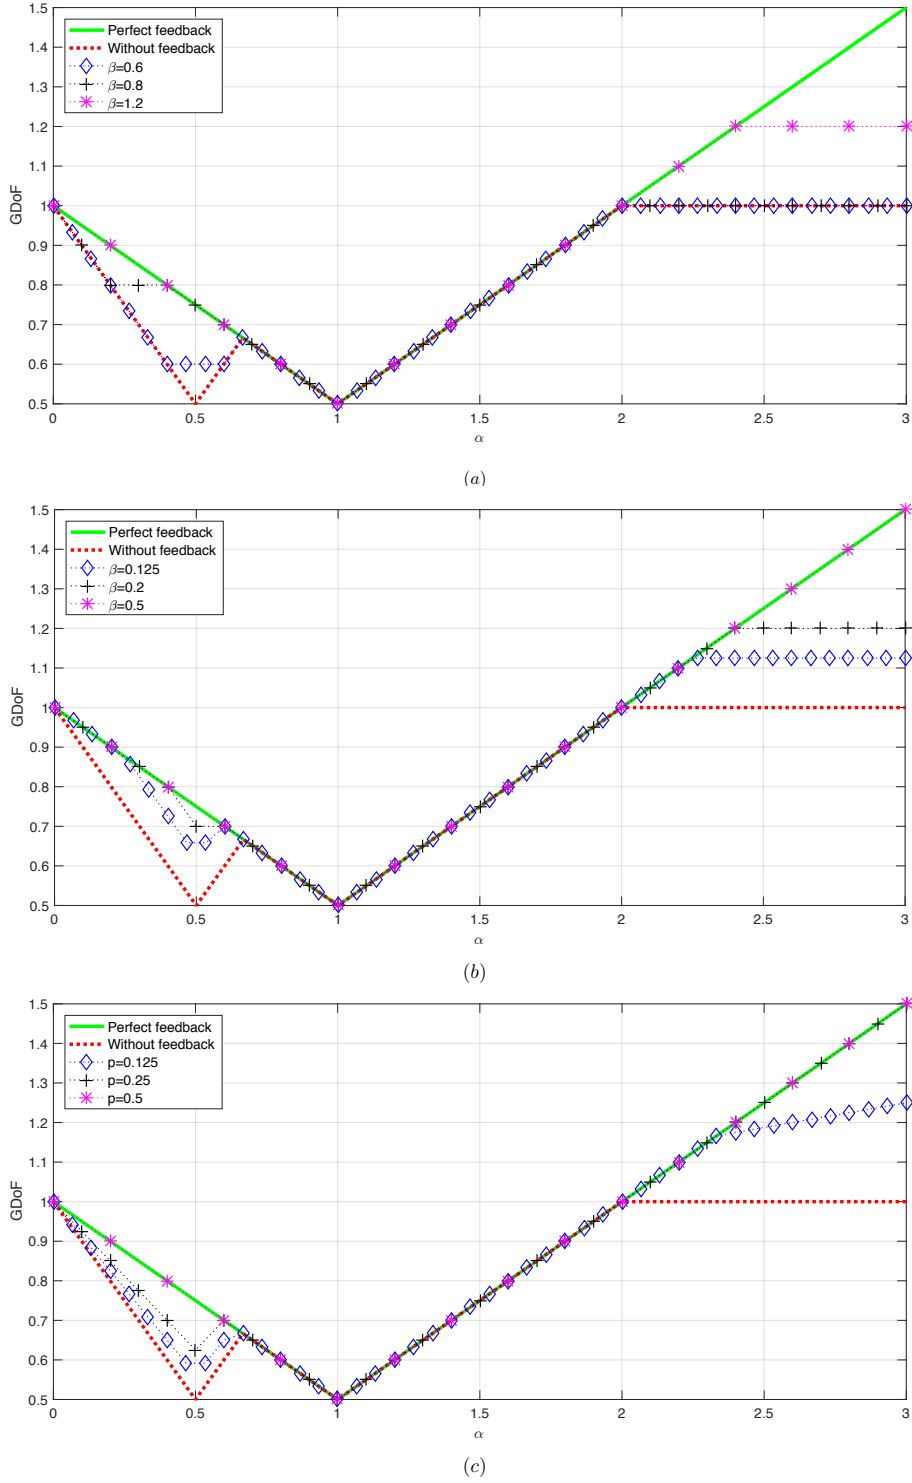 1.5
1.4
1.3
1.2
1.1
1
0.9
0.8
0.7
0.6
0.5
GDoF
Perfect feedback
Without feedback
β=0.6
β=0.8
β=1.2
0 0.5 1 1.5 2 2.5 3
α
(a)
1.5
1.4
1.3
1.2
1.1
1
0.9
0.8
0.7
0.6
0.5
GDoF
Perfect feedback
Without feedback
β=0.125
β=0.2
β=0.5
0 0.5 1 1.5 2 2.5 3
α
(b)
1.5
1.4
1.3
1.2
1.1
1
0.9
0.8
0.7
0.6
0.5
GDoF
Perfect feedback
Without feedback
p=0.125
p=0.25
p=0.5
0 0.5 1 1.5 2 2.5 3
α
(c)